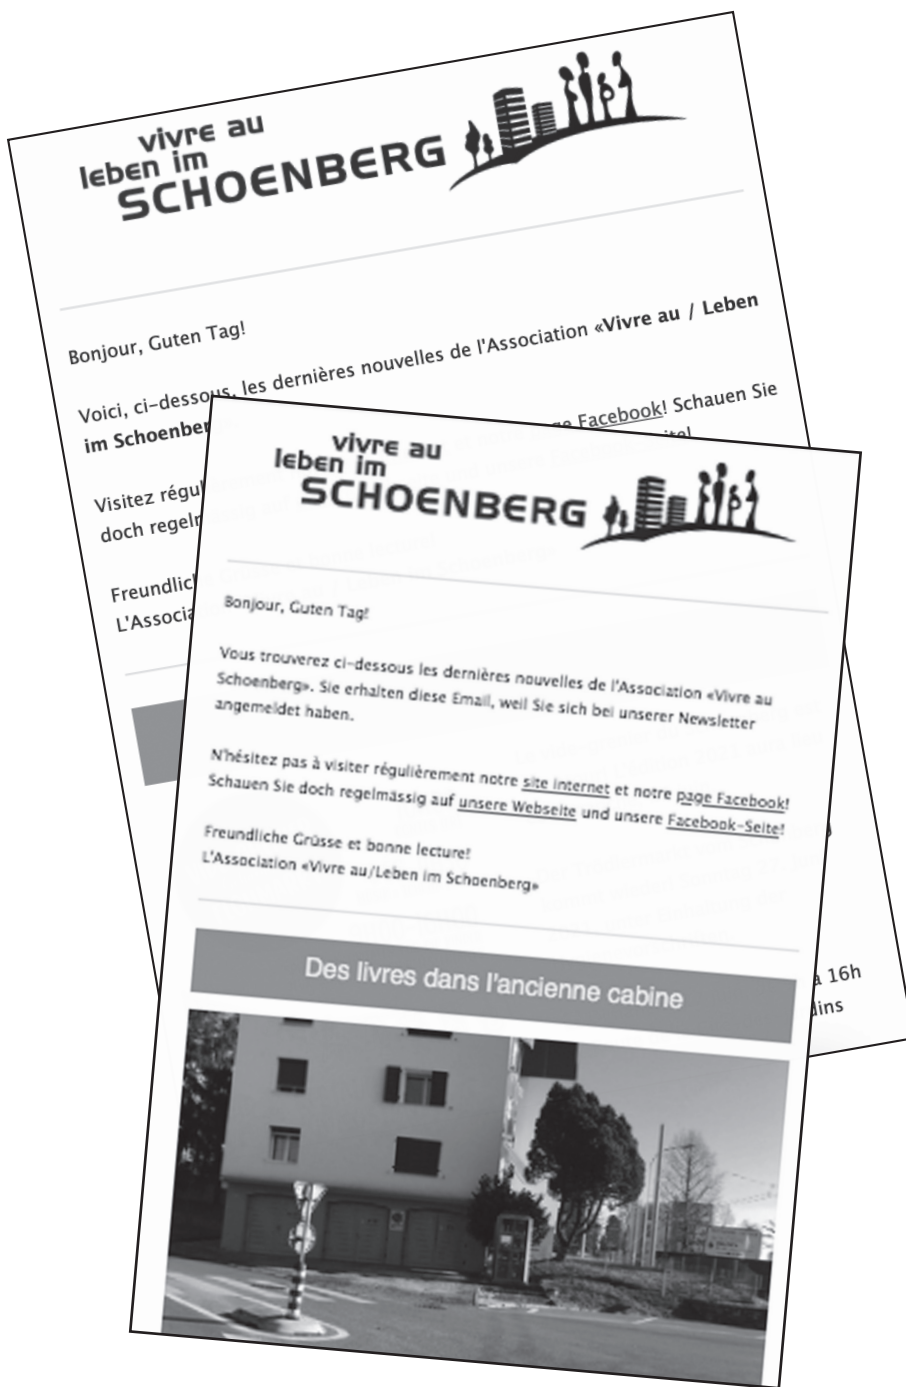 vivre au
leben im
SCHOENBERG
Bonjour, Guten Tag!
Voici, ci-dessous, les dernières nouvelles de l'Association «Vivre au / Leben
im Schoenber
Facebook! Schauen Sie
Visitez régul
doch regelm
Freundlic
L'Associa
à 16h
dins
vivre au
leben im
SCHOENBERG
Bonjour, Guten Tag!
Vous trouverez ci-dessous les dernières nouvelles de l'Association «Vivre au
Schoenberg». Sie erhalten diese Email, weil Sie sich bei unserer Newsletter
angemeldet haben.
N'hésitez pas à visiter régulièrement notre site internet et notre page Facebook!
Schauen Sie doch regelmässig auf unsere Webseite und unsere Facebook-Seite!
Freundliche Grüsse et bonne lecture!
L'Association «Vivre au/Leben im Schoenberg»
Des livres dans l'ancienne cabine